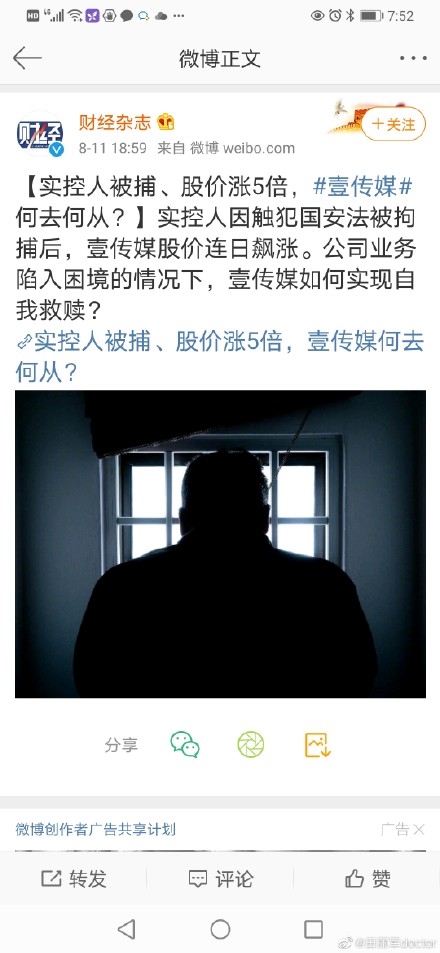 HD 4G 7:52
微博正文
财经
财经杂志
+关注
8-11 18:59 来自 微博 weibo.com
【实控人被捕、股价涨5倍，#壹传媒#
何去何从？】实控人因触犯国安法被拘
捕后，壹传媒股价连日飙涨。公司业务
陷入困境的情况下，壹传媒如何实现自
我救赎？
实控人被捕、股价涨5倍，壹传媒何去
何从？
分享
微博创作者广告共享计划
广告
转发 评论 赞